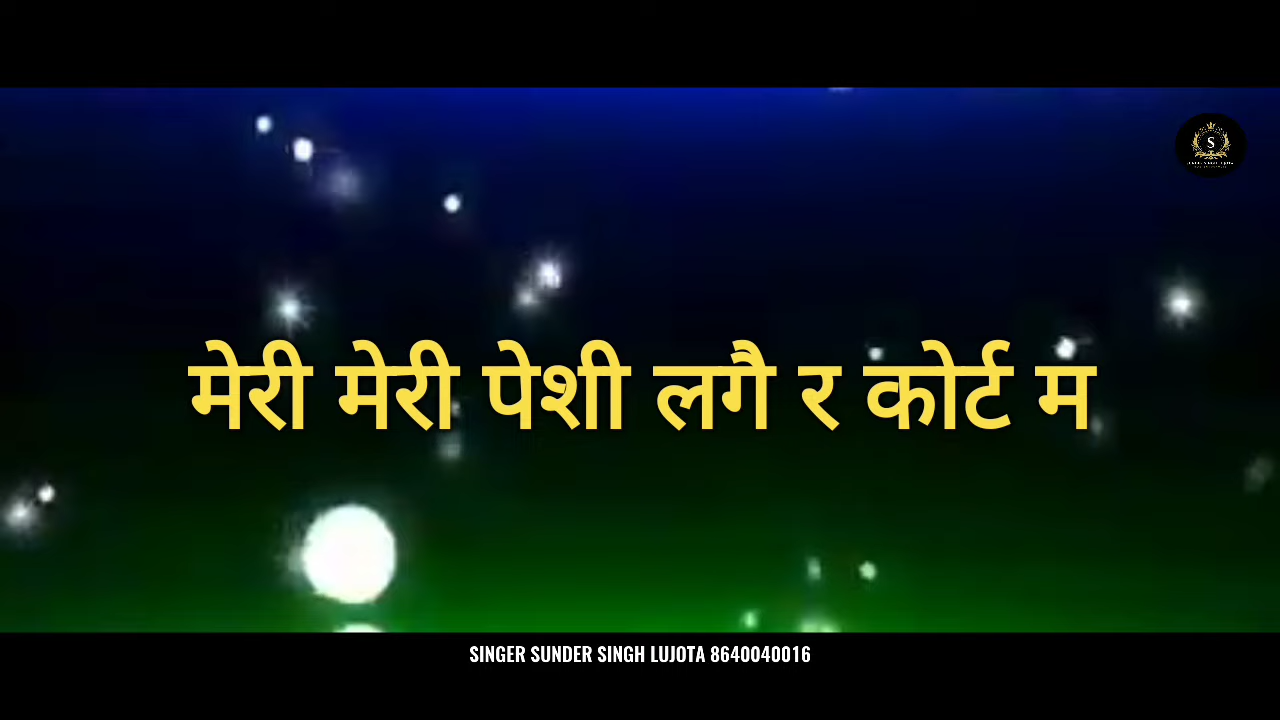 मेरी मेरी पेशी लगै र कोर्ट म
SINGER SUNDER SINGH LUJOTA 8640040016